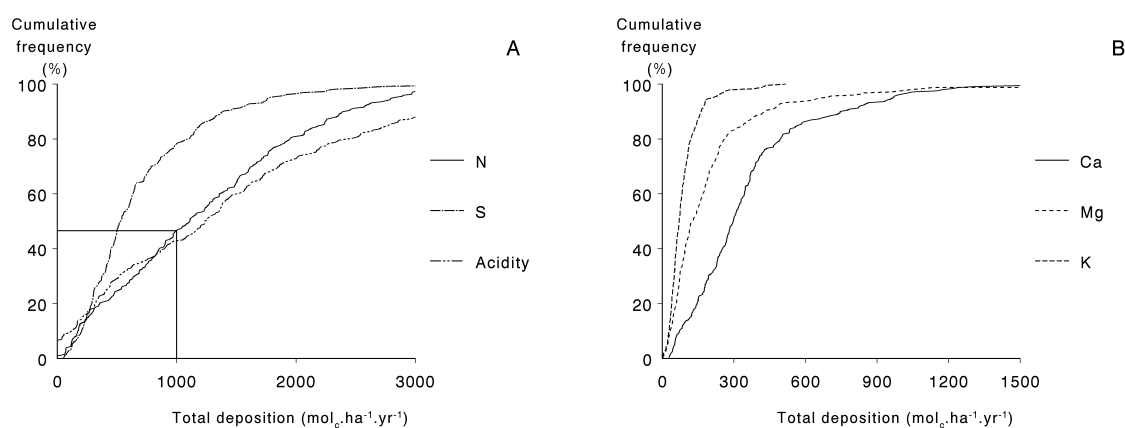 Cumulative
frequency
(%)
A
100
80
60
40
20
0
0 1000 2000 3000
Total deposition (mol_c.ha⁻¹.yr⁻¹)
N
S
Acidity
Cumulative
frequency
(%)
B
100
80
60
40
20
0
0 300 600 900 1200 1500
Total deposition (mol_c.ha⁻¹.yr⁻¹)
Ca
Mg
K